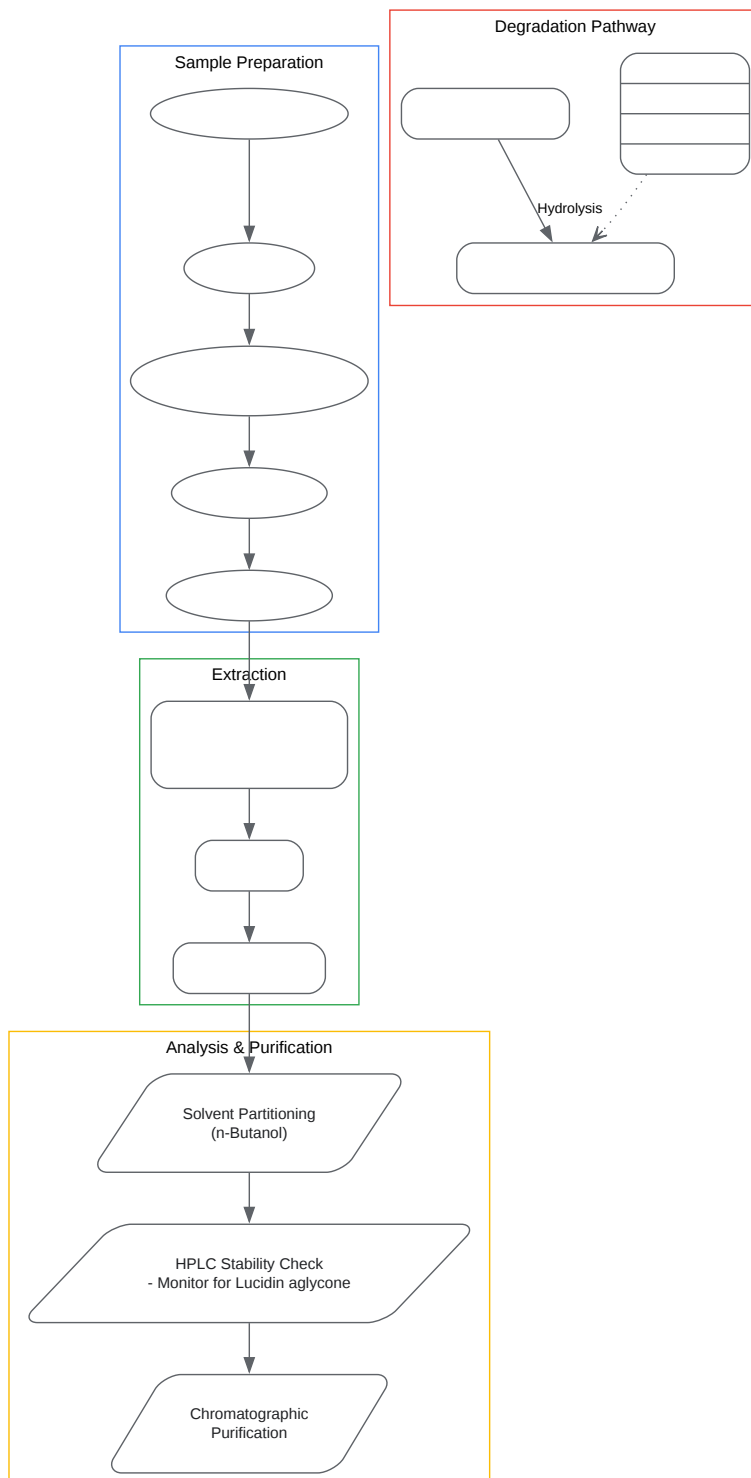 Degradation Pathway
Sample Preparation
Hydrolysis
Extraction
Analysis & Purification
Solvent Partitioning
(n-Butanol)
HPLC Stability Check
- Monitor for Lucidin aglycone
Chromatographic
Purification